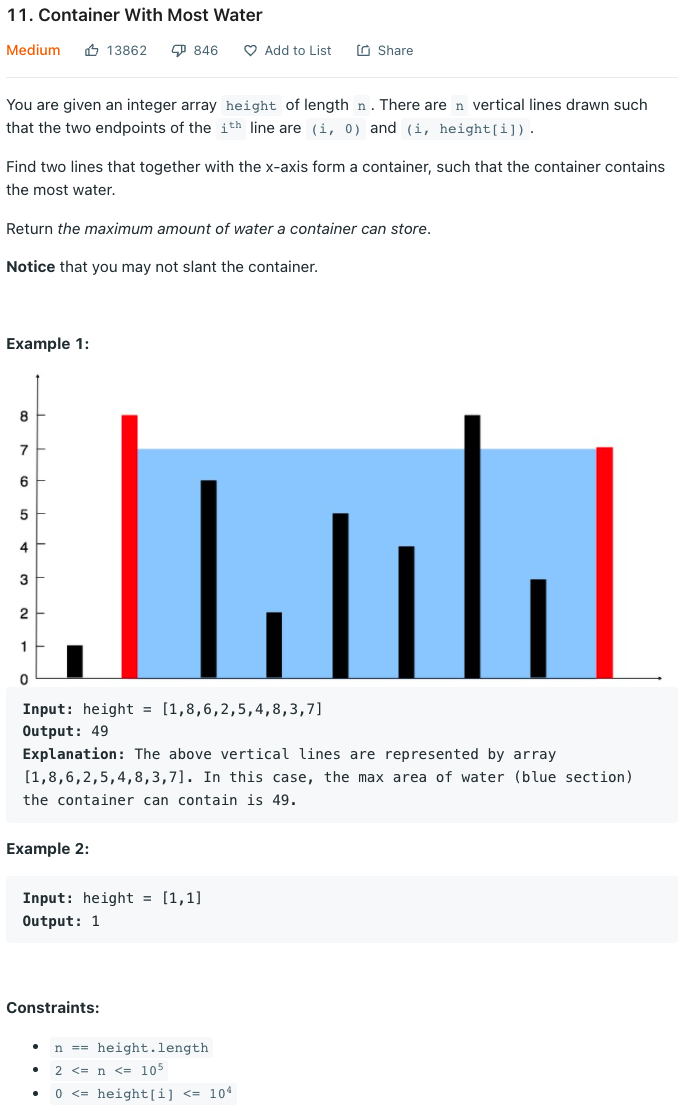 11. Container With Most Water
Medium 13862 846 Add to List Share
You are given an integer array height of length n. There are n vertical lines drawn such
that the two endpoints of the ith line are (i, 0) and (i, height[i]).
Find two lines that together with the x-axis form a container, such that the container contains
the most water.
Return the maximum amount of water a container can store.
Notice that you may not slant the container.
Example 1:
8
7
6
5
4
3
2
1
0
Input: height = [1,8,6,2,5,4,8,3,7]
Output: 49
Explanation: The above vertical lines are represented by array
[1,8,6,2,5,4,8,3,7]. In this case, the max area of water (blue section)
the container can contain is 49.
Example 2:
Input: height = [1,1]
Output: 1
Constraints:
• n == height.length
• 2 <= n <= 10⁵
• 0 <= height[i] <= 10⁴